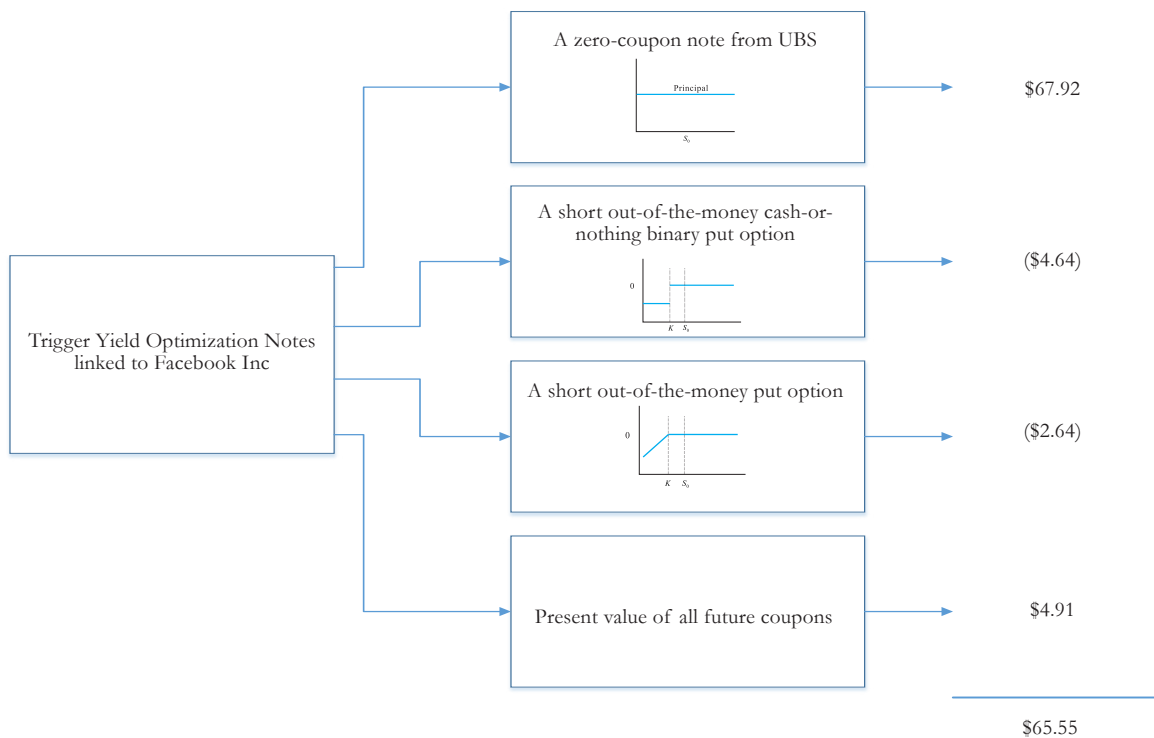 A zero-coupon note from UBS
Principal
S0
$67.92
A short out-of-the-money cash-or-
nothing binary put option
0
K S0
($4.64)
Trigger Yield Optimization Notes
linked to Facebook Inc
A short out-of-the-money put option
0
K S0
($2.64)
Present value of all future coupons
$4.91
$65.55